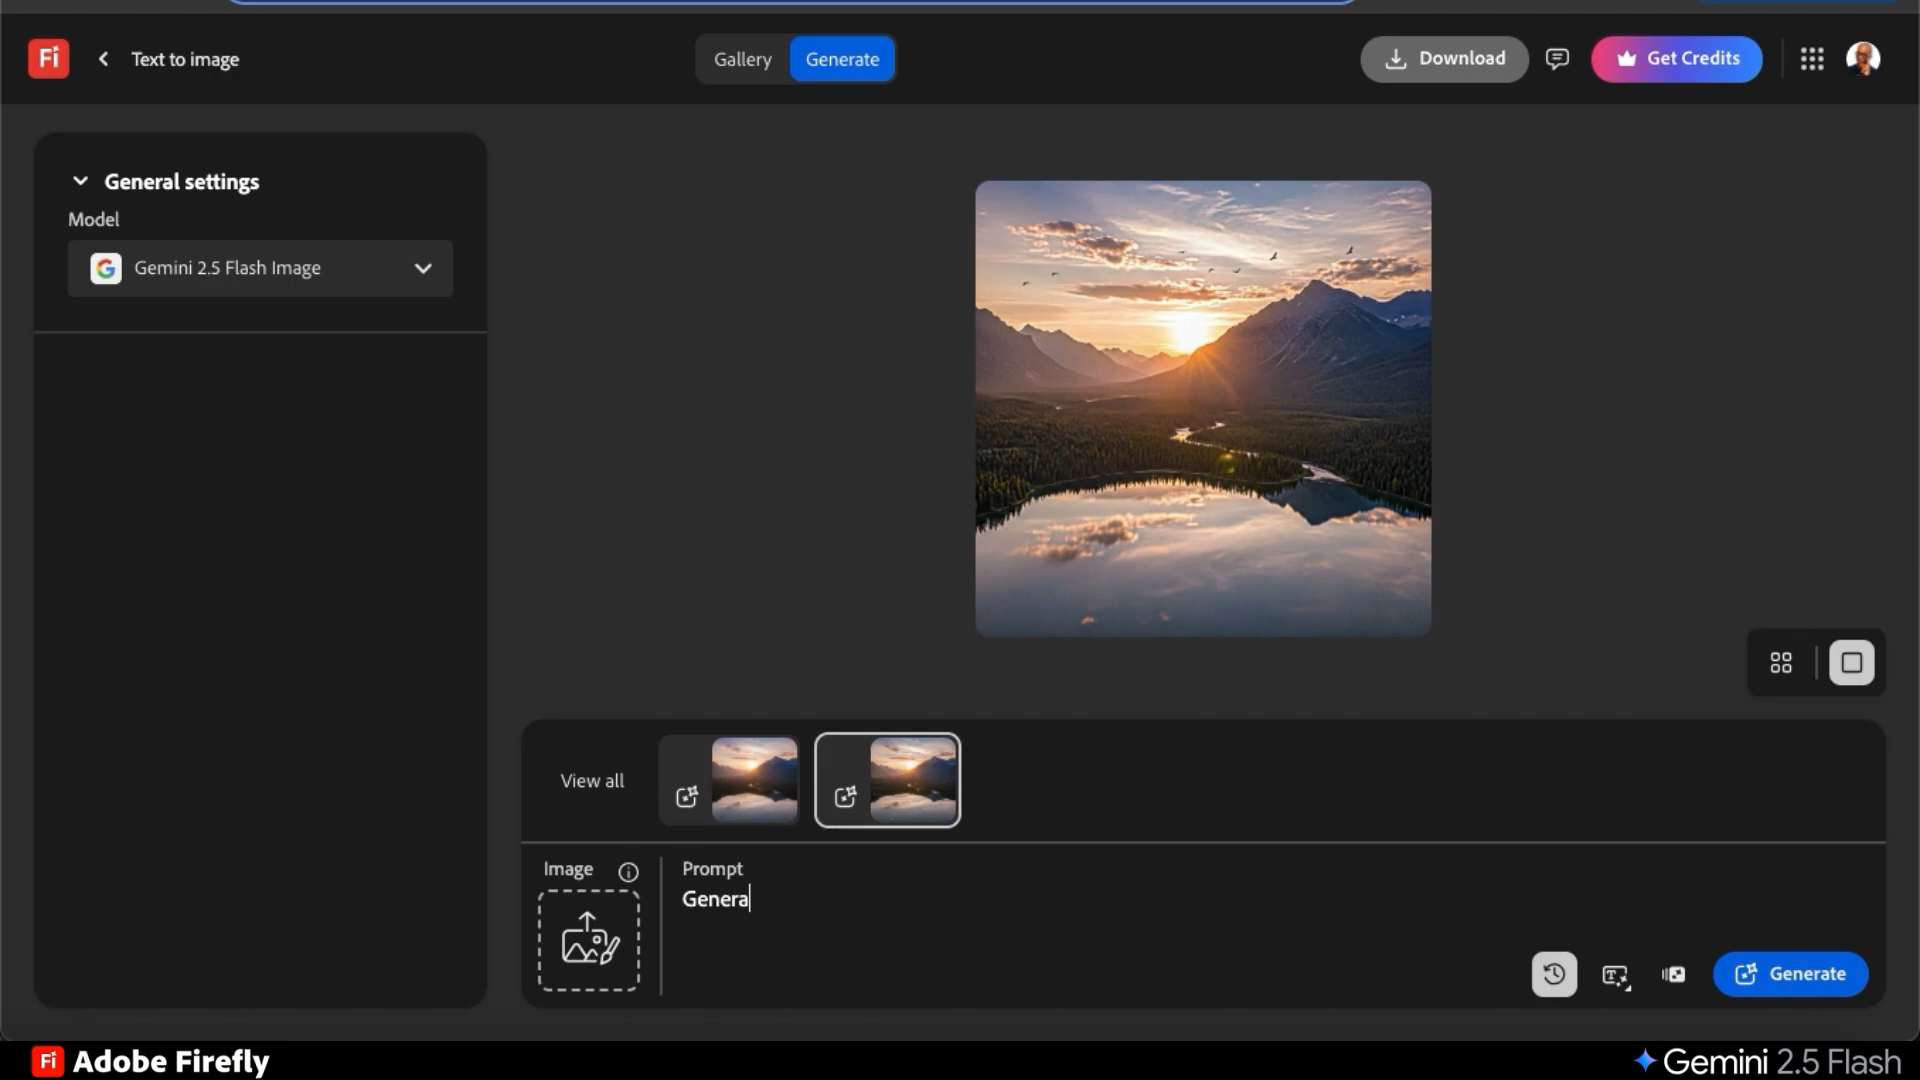 Fi
Text to image
Gallery
Generate
Download
Get Credits
General settings
Model
G Gemini 2.5 Flash Image
View all
Image
Prompt
Genera
T
Generate
Fi Adobe Firefly
Gemini 2.5 Flash